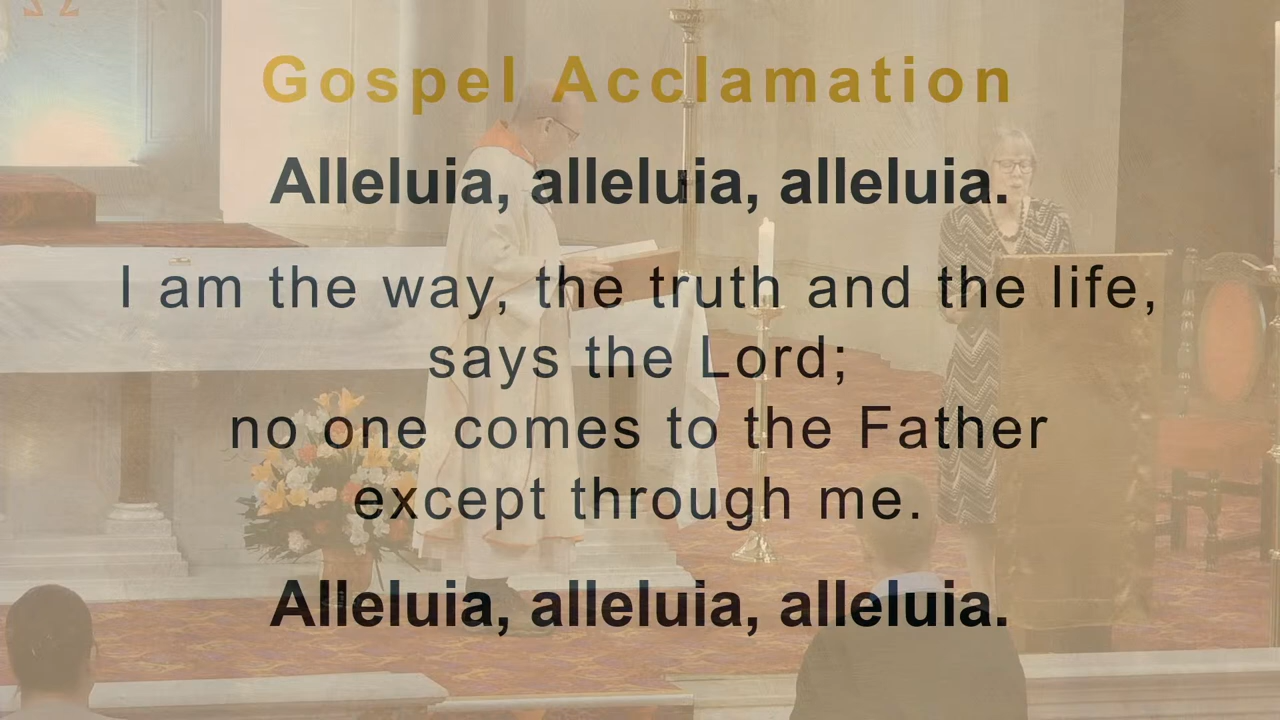 Gospel Acclamation
Alleluia, alleluia, alleluia.
I am the way, the truth and the life,
says the Lord;
no one comes to the Father
except through me.
Alleluia, alleluia, alleluia.